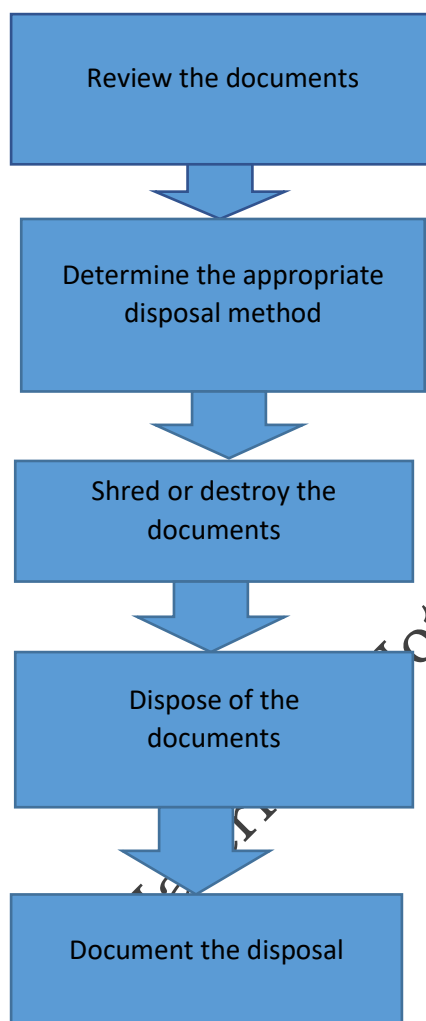 Review the documents
Determine the appropriate
disposal method
Shred or destroy the
documents
Dispose of the
documents
Document the disposal